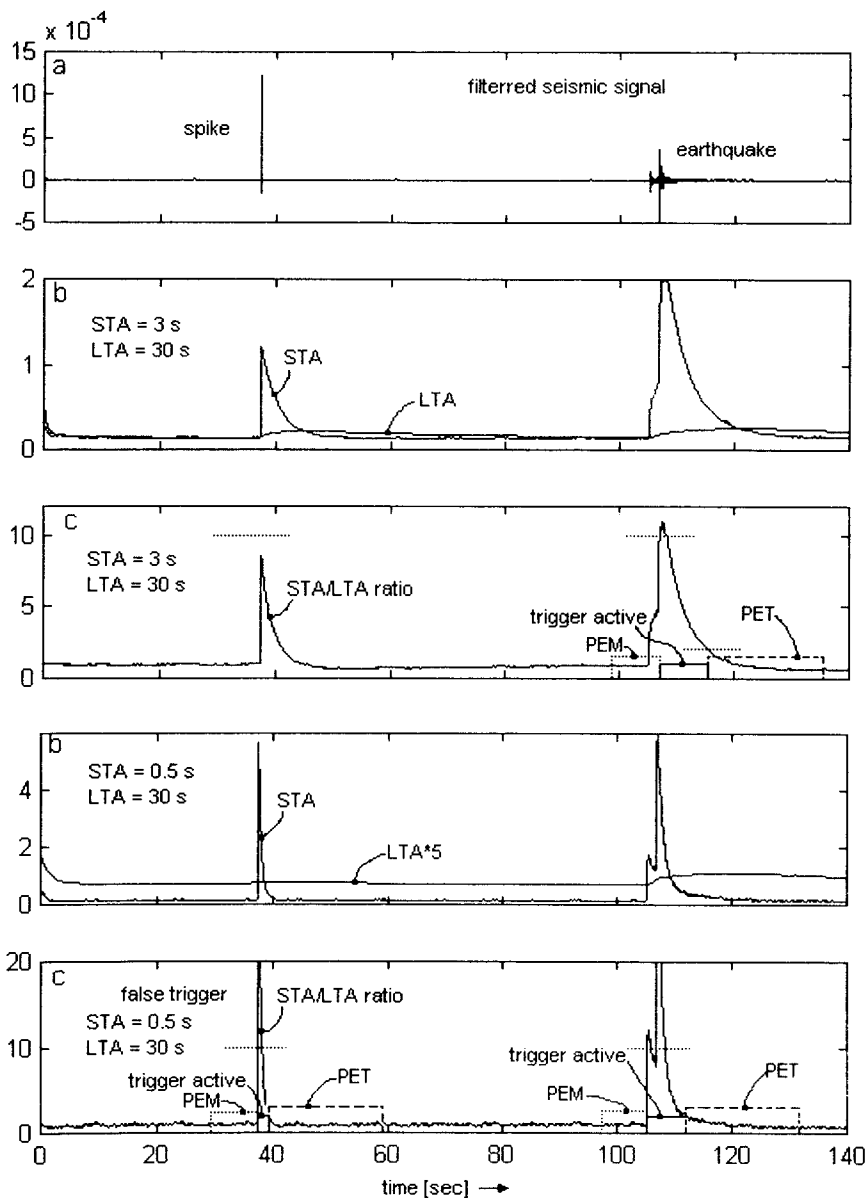 x 10^-4
a
15
10
5
0
-5
spike
filterred seismic signal
earthquake
b
2
1
0
STA = 3 s
LTA = 30 s
STA
LTA
c
10
5
0
STA = 3 s
LTA = 30 s
STA/LTA ratio
trigger active
PEM
PET
b
4
2
0
STA = 0.5 s
LTA = 30 s
STA
LTA*5
c
20
10
0
false trigger
STA = 0.5 s
LTA = 30 s
STA/LTA ratio
trigger active
PEM
PET
trigger active
PEM
PET
0 20 40 60 80 100 120 140
time [sec] →